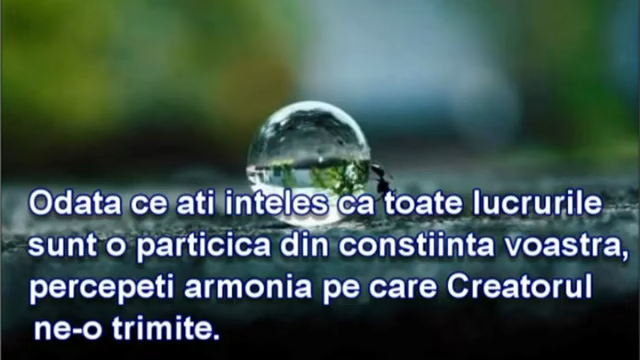 Odata ce ati inteles ca toate lucrurile
sunt o particica din constiinta voastra,
percepeti armonia pe care Creatorul
ne-o trimite.